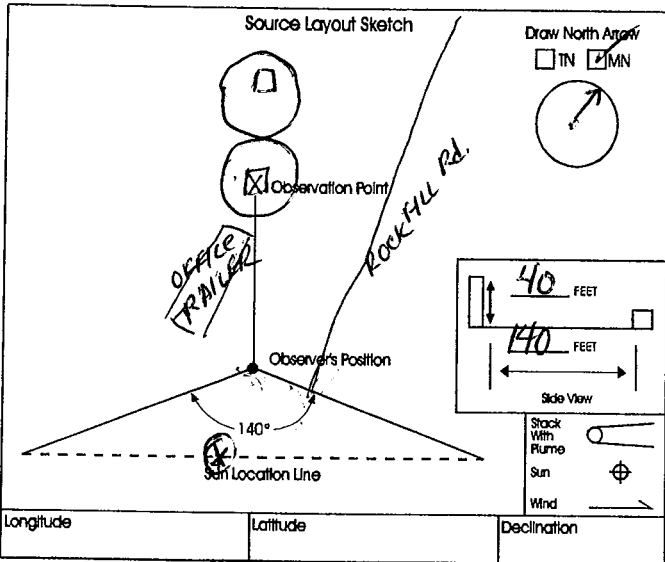 Source Layout Sketch
Draw North Arrow
TN MN
X Observation Point
ROCKHILL Rd.
OFFICE
TRAILER
40 FEET
140 FEET
Side View
Observer's Position
140°
Sun Location Line
Stack
With
Plume
Sun
Wind
Longitude
Latitude
Declination